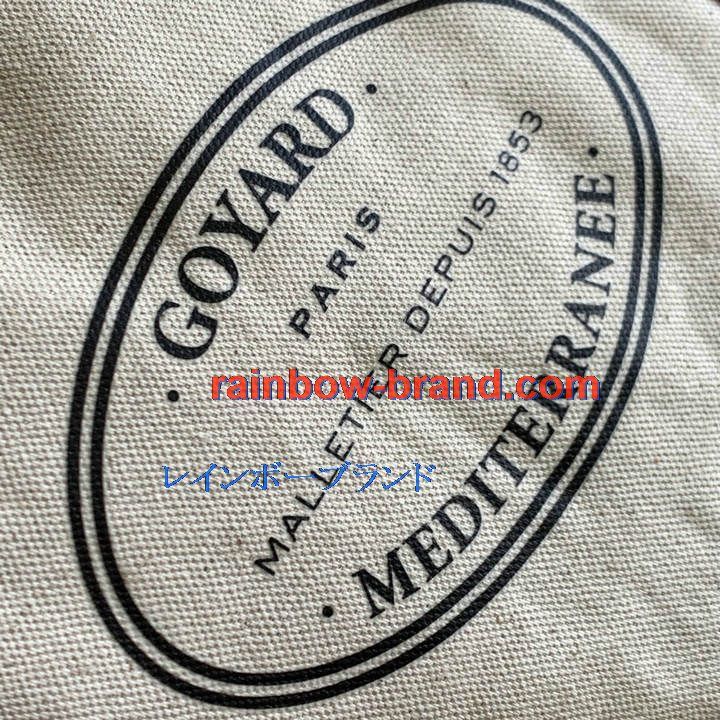 GOYARD
PARIS
MALLETIER DEPUIS 1853
MEDITERRANEE
rainbow-brand.com
レインボーブランド